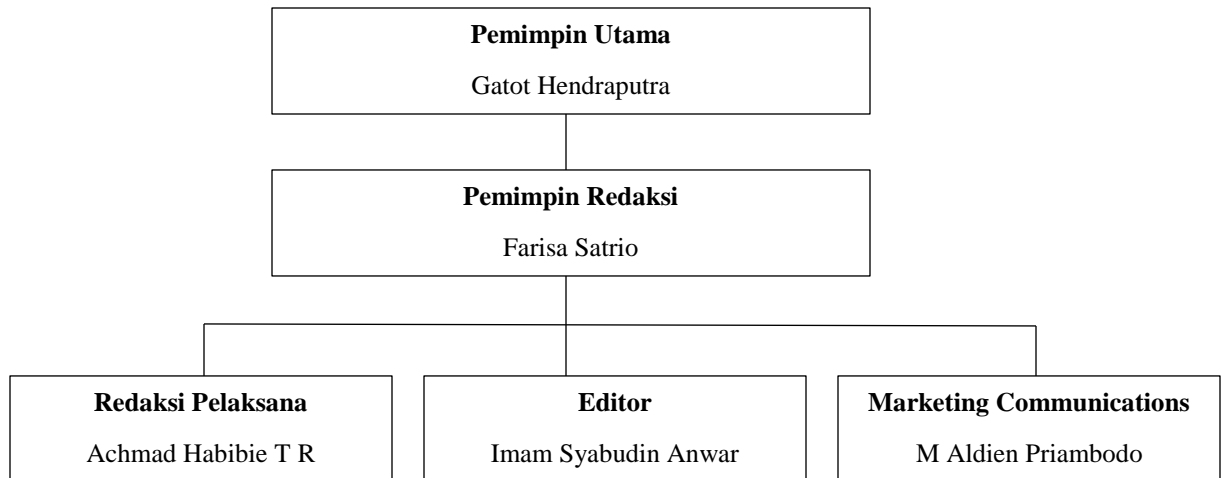 Pemimpin Utama
Gatot Hendraputra
Pemimpin Redaksi
Farisa Satrio
Redaksi Pelaksana
Achmad Habibie T R
Editor
Imam Syabudin Anwar
Marketing Communications
M Aldien Priambodo